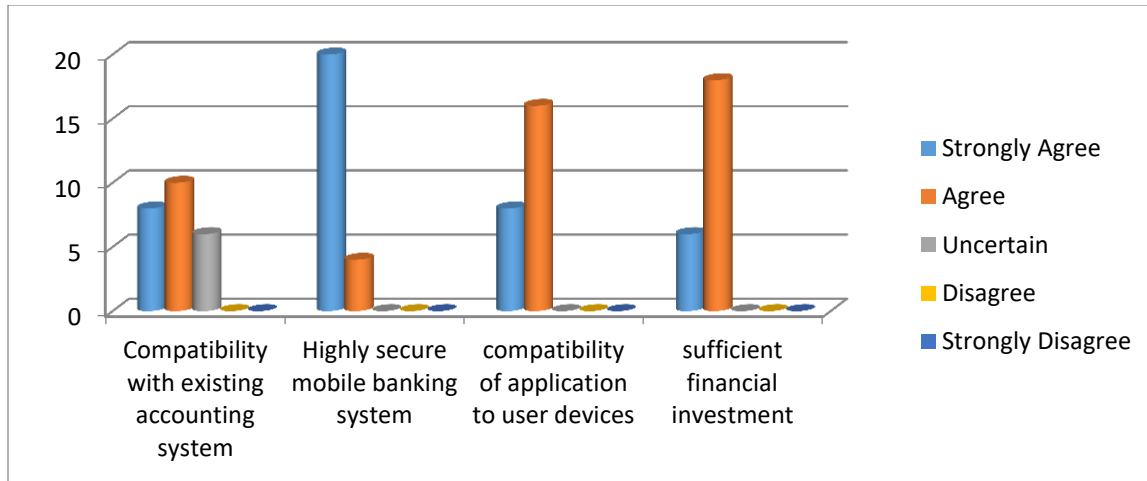 20
15
10
5
0
Compatibility
with existing
accounting
system
Highly secure
mobile banking
system
compatibility
of application
to user devices
sufficient
financial
investment
Strongly Agree
Agree
Uncertain
Disagree
Strongly Disagree